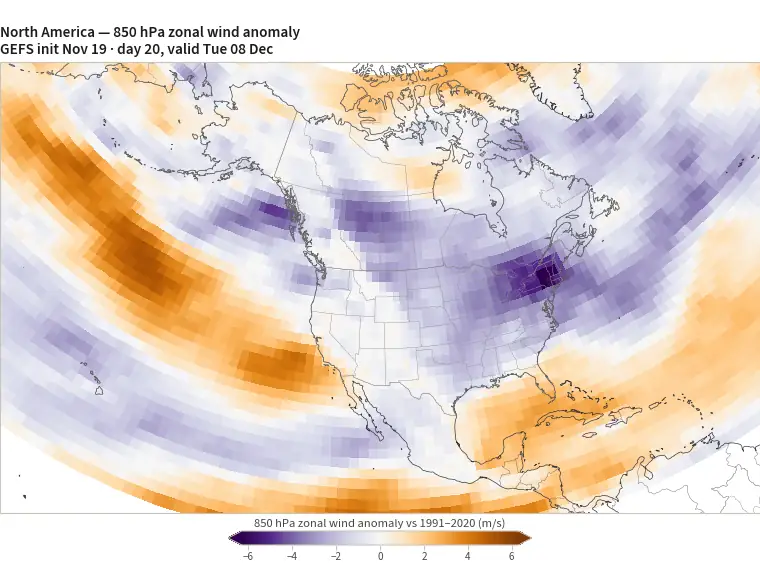 North America — 850 hPa zonal wind anomaly
GEFS init Nov 19 · day 20, valid Tue 08 Dec
850 hPa zonal wind anomaly vs 1991–2020 (m/s)
−6 −4 −2 0 2 4 6